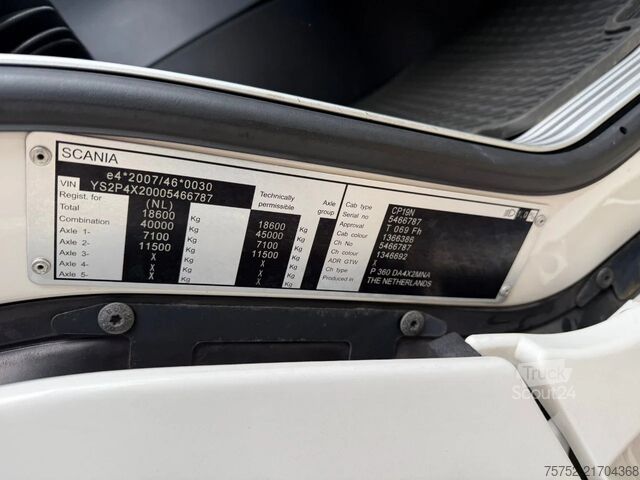 SCANIA
e4*2007/46*0030
VIN YS2P4X20005466787
Regist. for (NL) Technically permissible Axle group
Total 18600 Kg 18600 Kg
Combination 40000 Kg 45000 Kg
Axle 1- 7100 Kg 7100 Kg
Axle 2- 11500 Kg 11500 Kg
Axle 3- X Kg X Kg
Axle 4- X Kg X Kg
Axle 5- X Kg X Kg
Cab type CP19N
Serial no 5466787
Approval T 069 Fh
Cab colour 1366386
Ch No 5466787
Ch colour 1346692
ADR GTW X
Ch type P 360 DA4X2MNA
Produced in THE NETHERLANDS
Truck
Scout24
75752 21704368